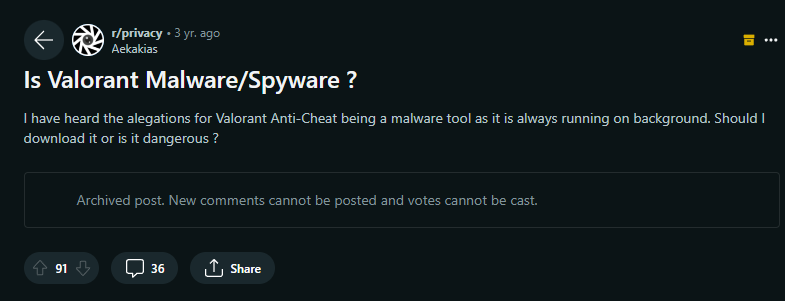 r/privacy • 3 yr. ago
Aekakias
Is Valorant Malware/Spyware ?
I have heard the alegations for Valorant Anti-Cheat being a malware tool as it is always running on background. Should I
download it or is it dangerous ?
Archived post. New comments cannot be posted and votes cannot be cast.
91 36 Share